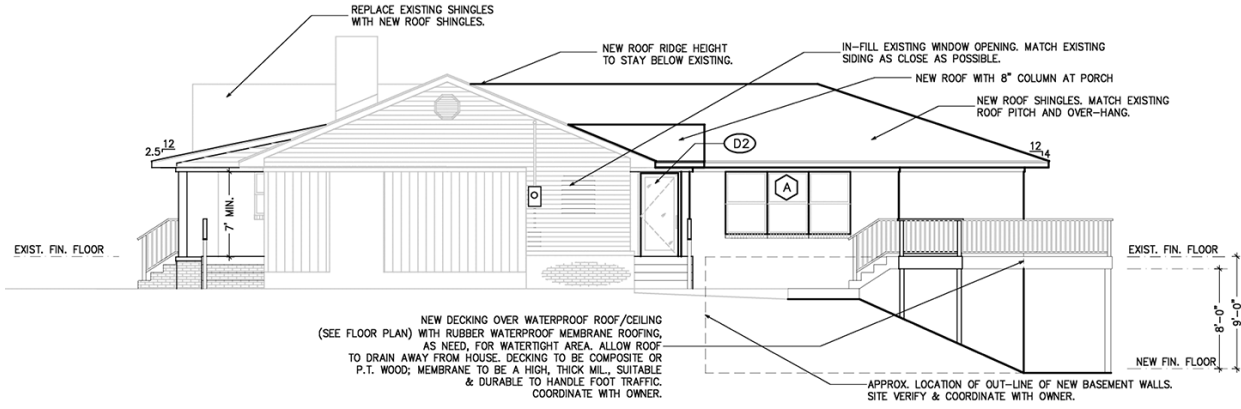 REPLACE EXISTING SHINGLES
WITH NEW ROOF SHINGLES.
NEW ROOF RIDGE HEIGHT
TO STAY BELOW EXISTING.
IN-FILL EXISTING WINDOW OPENING. MATCH EXISTING
SIDING AS CLOSE AS POSSIBLE.
NEW ROOF WITH 8" COLUMN AT PORCH
NEW ROOF SHINGLES. MATCH EXISTING
ROOF PITCH AND OVER-HANG.
12
2.5
D2
12
4
A
7' MIN.
EXIST. FIN. FLOOR
EXIST. FIN. FLOOR
8'-0"
9'-0"
NEW FIN. FLOOR
NEW DECKING OVER WATERPROOF ROOF/CEILING
(SEE FLOOR PLAN) WITH RUBBER WATERPROOF MEMBRANE ROOFING,
AS NEED, FOR WATERTIGHT AREA. ALLOW ROOF
TO DRAIN AWAY FROM HOUSE. DECKING TO BE COMPOSITE OR
P.T. WOOD; MEMBRANE TO BE A HIGH, THICK MIL., SUITABLE
& DURABLE TO HANDLE FOOT TRAFFIC.
COORDINATE WITH OWNER.
APPROX. LOCATION OF OUT-LINE OF NEW BASEMENT WALLS.
SITE VERIFY & COORDINATE WITH OWNER.